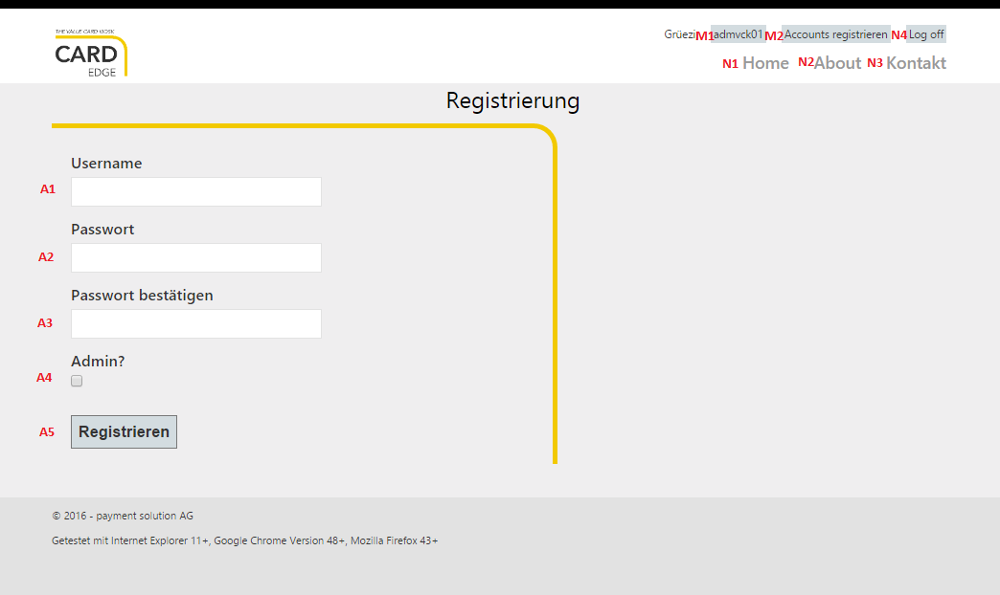 THE VALUE CARD KIOSK
CARD
EDGE
Grüezi M1 admvck01 M2 Accounts registrieren N4 Log off
N1 Home N2 About N3 Kontakt
Registrierung
Username
A1
Passwort
A2
Passwort bestätigen
A3
Admin?
A4
A5 Registrieren
© 2016 - payment solution AG
Getestet mit Internet Explorer 11+, Google Chrome Version 48+, Mozilla Firefox 43+